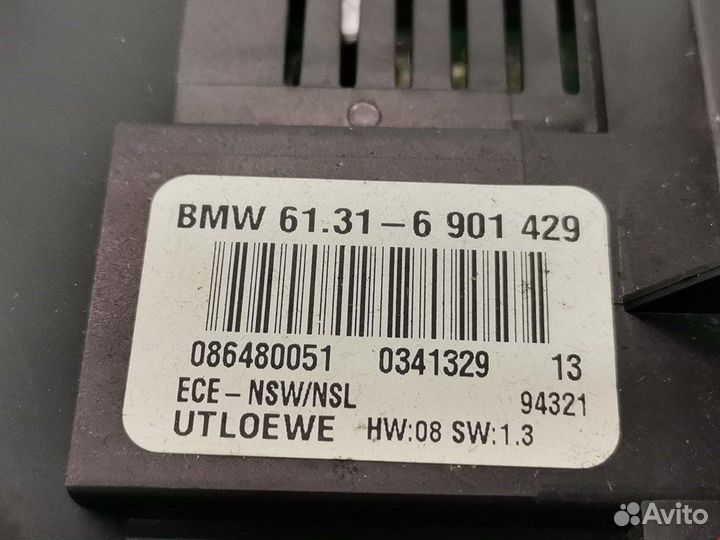 BMW 61.31-6 901 429
086480051 0341329 13
ECE-NSW/NSL 94321
UTLOEWE HW:08 SW:1.3
Avito